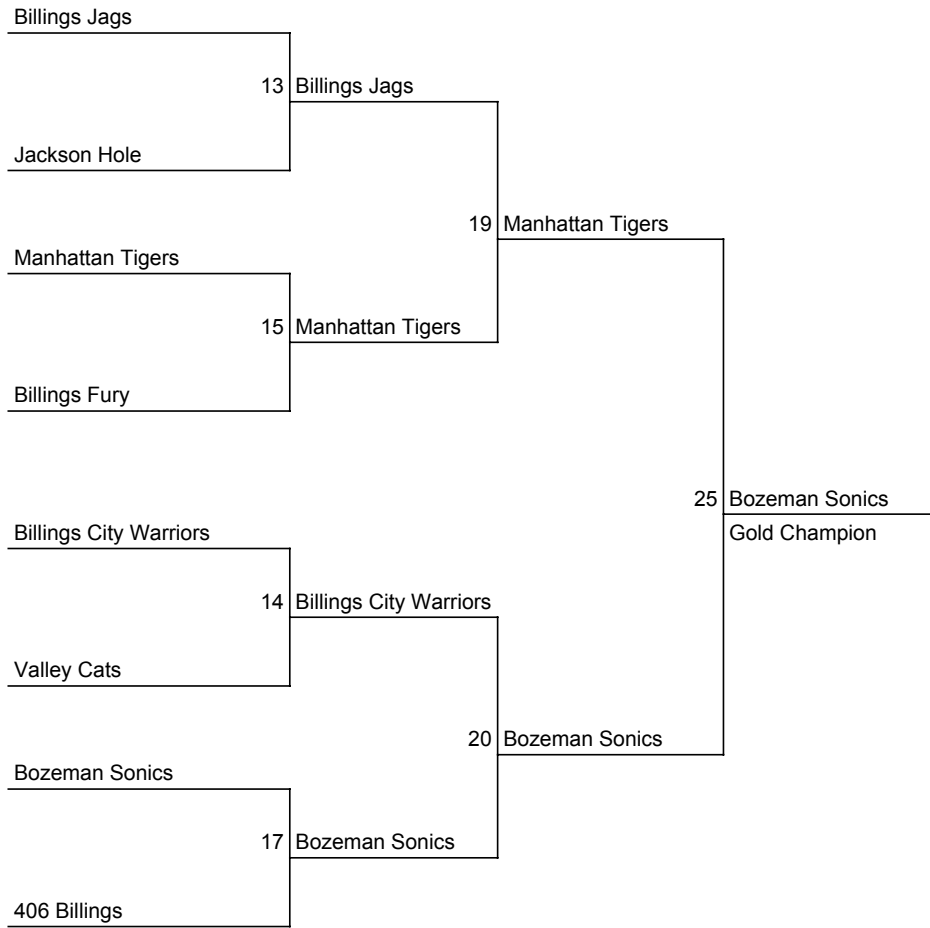 Billings Jags
13 Billings Jags
Jackson Hole
19 Manhattan Tigers
Manhattan Tigers
15 Manhattan Tigers
Billings Fury
25 Bozeman Sonics
Gold Champion
Billings City Warriors
14 Billings City Warriors
Valley Cats
20 Bozeman Sonics
Bozeman Sonics
17 Bozeman Sonics
406 Billings